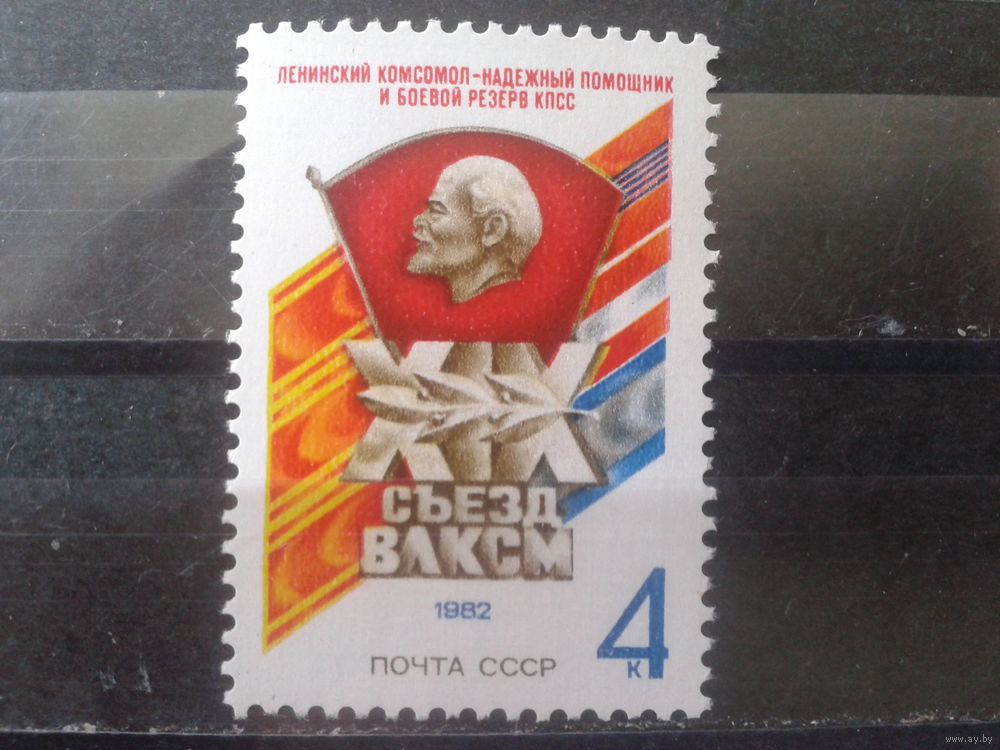 ЛЕНИНСКИЙ КОМСОМОЛ-НАДЕЖНЫЙ ПОМОЩНИК
И БОЕВОЙ РЕЗЕРВ КПСС
XIX
СЪЕЗД
ВЛКСМ
1982
4
К
ПОЧТА СССР
www.ay.by